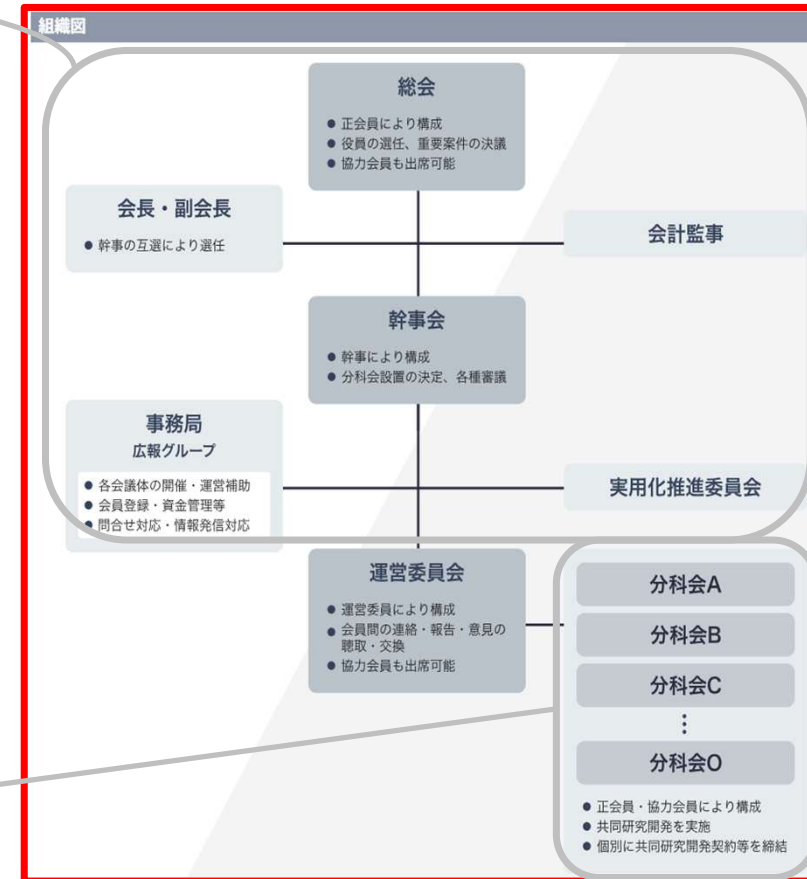 組織図
総会
● 正会員により構成
● 役員の選任、重要案件の決議
● 協力会員も出席可能
会長・副会長
● 幹事の互選により選任
会計監事
幹事会
● 幹事により構成
● 分科会設置の決定、各種審議
事務局
広報グループ
● 各会議体の開催・運営補助
● 会員登録・資金管理等
● 問合せ対応・情報発信対応
実用化推進委員会
運営委員会
● 運営委員により構成
● 会員間の連絡・報告・意見の
聴取・交換
● 協力会員も出席可能
分科会A
分科会B
分科会C
⋮
分科会O
● 正会員・協力会員により構成
● 共同研究開発を実施
● 個別に共同研究開発契約等を締結